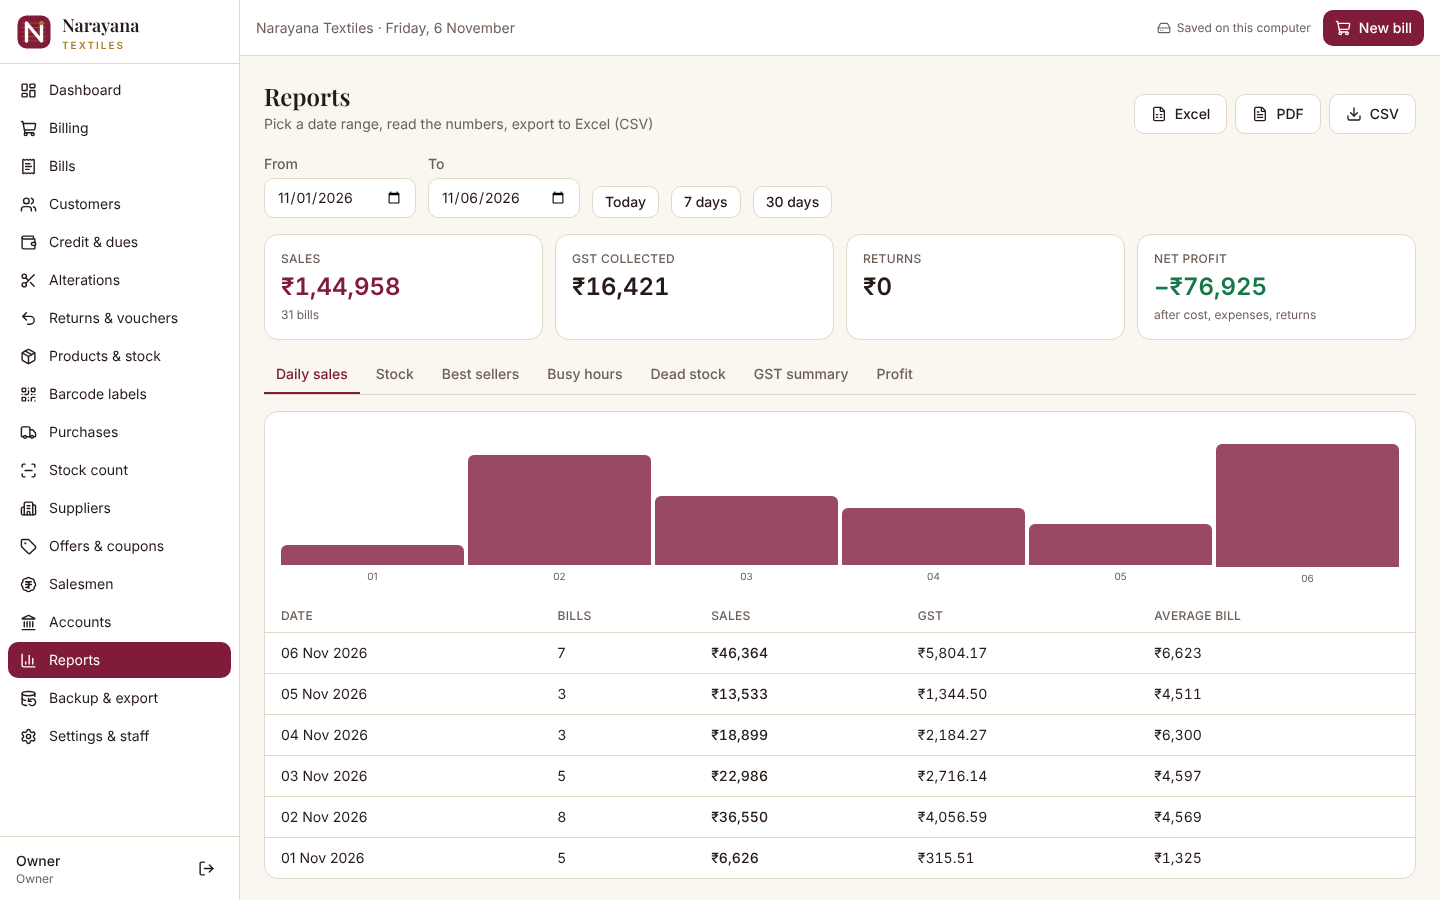 Narayana
TEXTILES
Narayana Textiles · Friday, 6 November
Saved on this computer
New bill
Dashboard
Billing
Bills
Customers
Credit & dues
Alterations
Returns & vouchers
Products & stock
Barcode labels
Purchases
Stock count
Suppliers
Offers & coupons
Salesmen
Accounts
Reports
Backup & export
Settings & staff
Owner
Owner
Reports
Pick a date range, read the numbers, export to Excel (CSV)
Excel
PDF
CSV
From
To
11/01/2026
11/06/2026
Today
7 days
30 days
SALES
₹1,44,958
31 bills
GST COLLECTED
₹16,421
RETURNS
₹0
NET PROFIT
−₹76,925
after cost, expenses, returns
Daily sales Stock Best sellers Busy hours Dead stock GST summary Profit
01 02 03 04 05 06
DATE BILLS SALES GST AVERAGE BILL
06 Nov 2026 7 ₹46,364 ₹5,804.17 ₹6,623
05 Nov 2026 3 ₹13,533 ₹1,344.50 ₹4,511
04 Nov 2026 3 ₹18,899 ₹2,184.27 ₹6,300
03 Nov 2026 5 ₹22,986 ₹2,716.14 ₹4,597
02 Nov 2026 8 ₹36,550 ₹4,056.59 ₹4,569
01 Nov 2026 5 ₹6,626 ₹315.51 ₹1,325